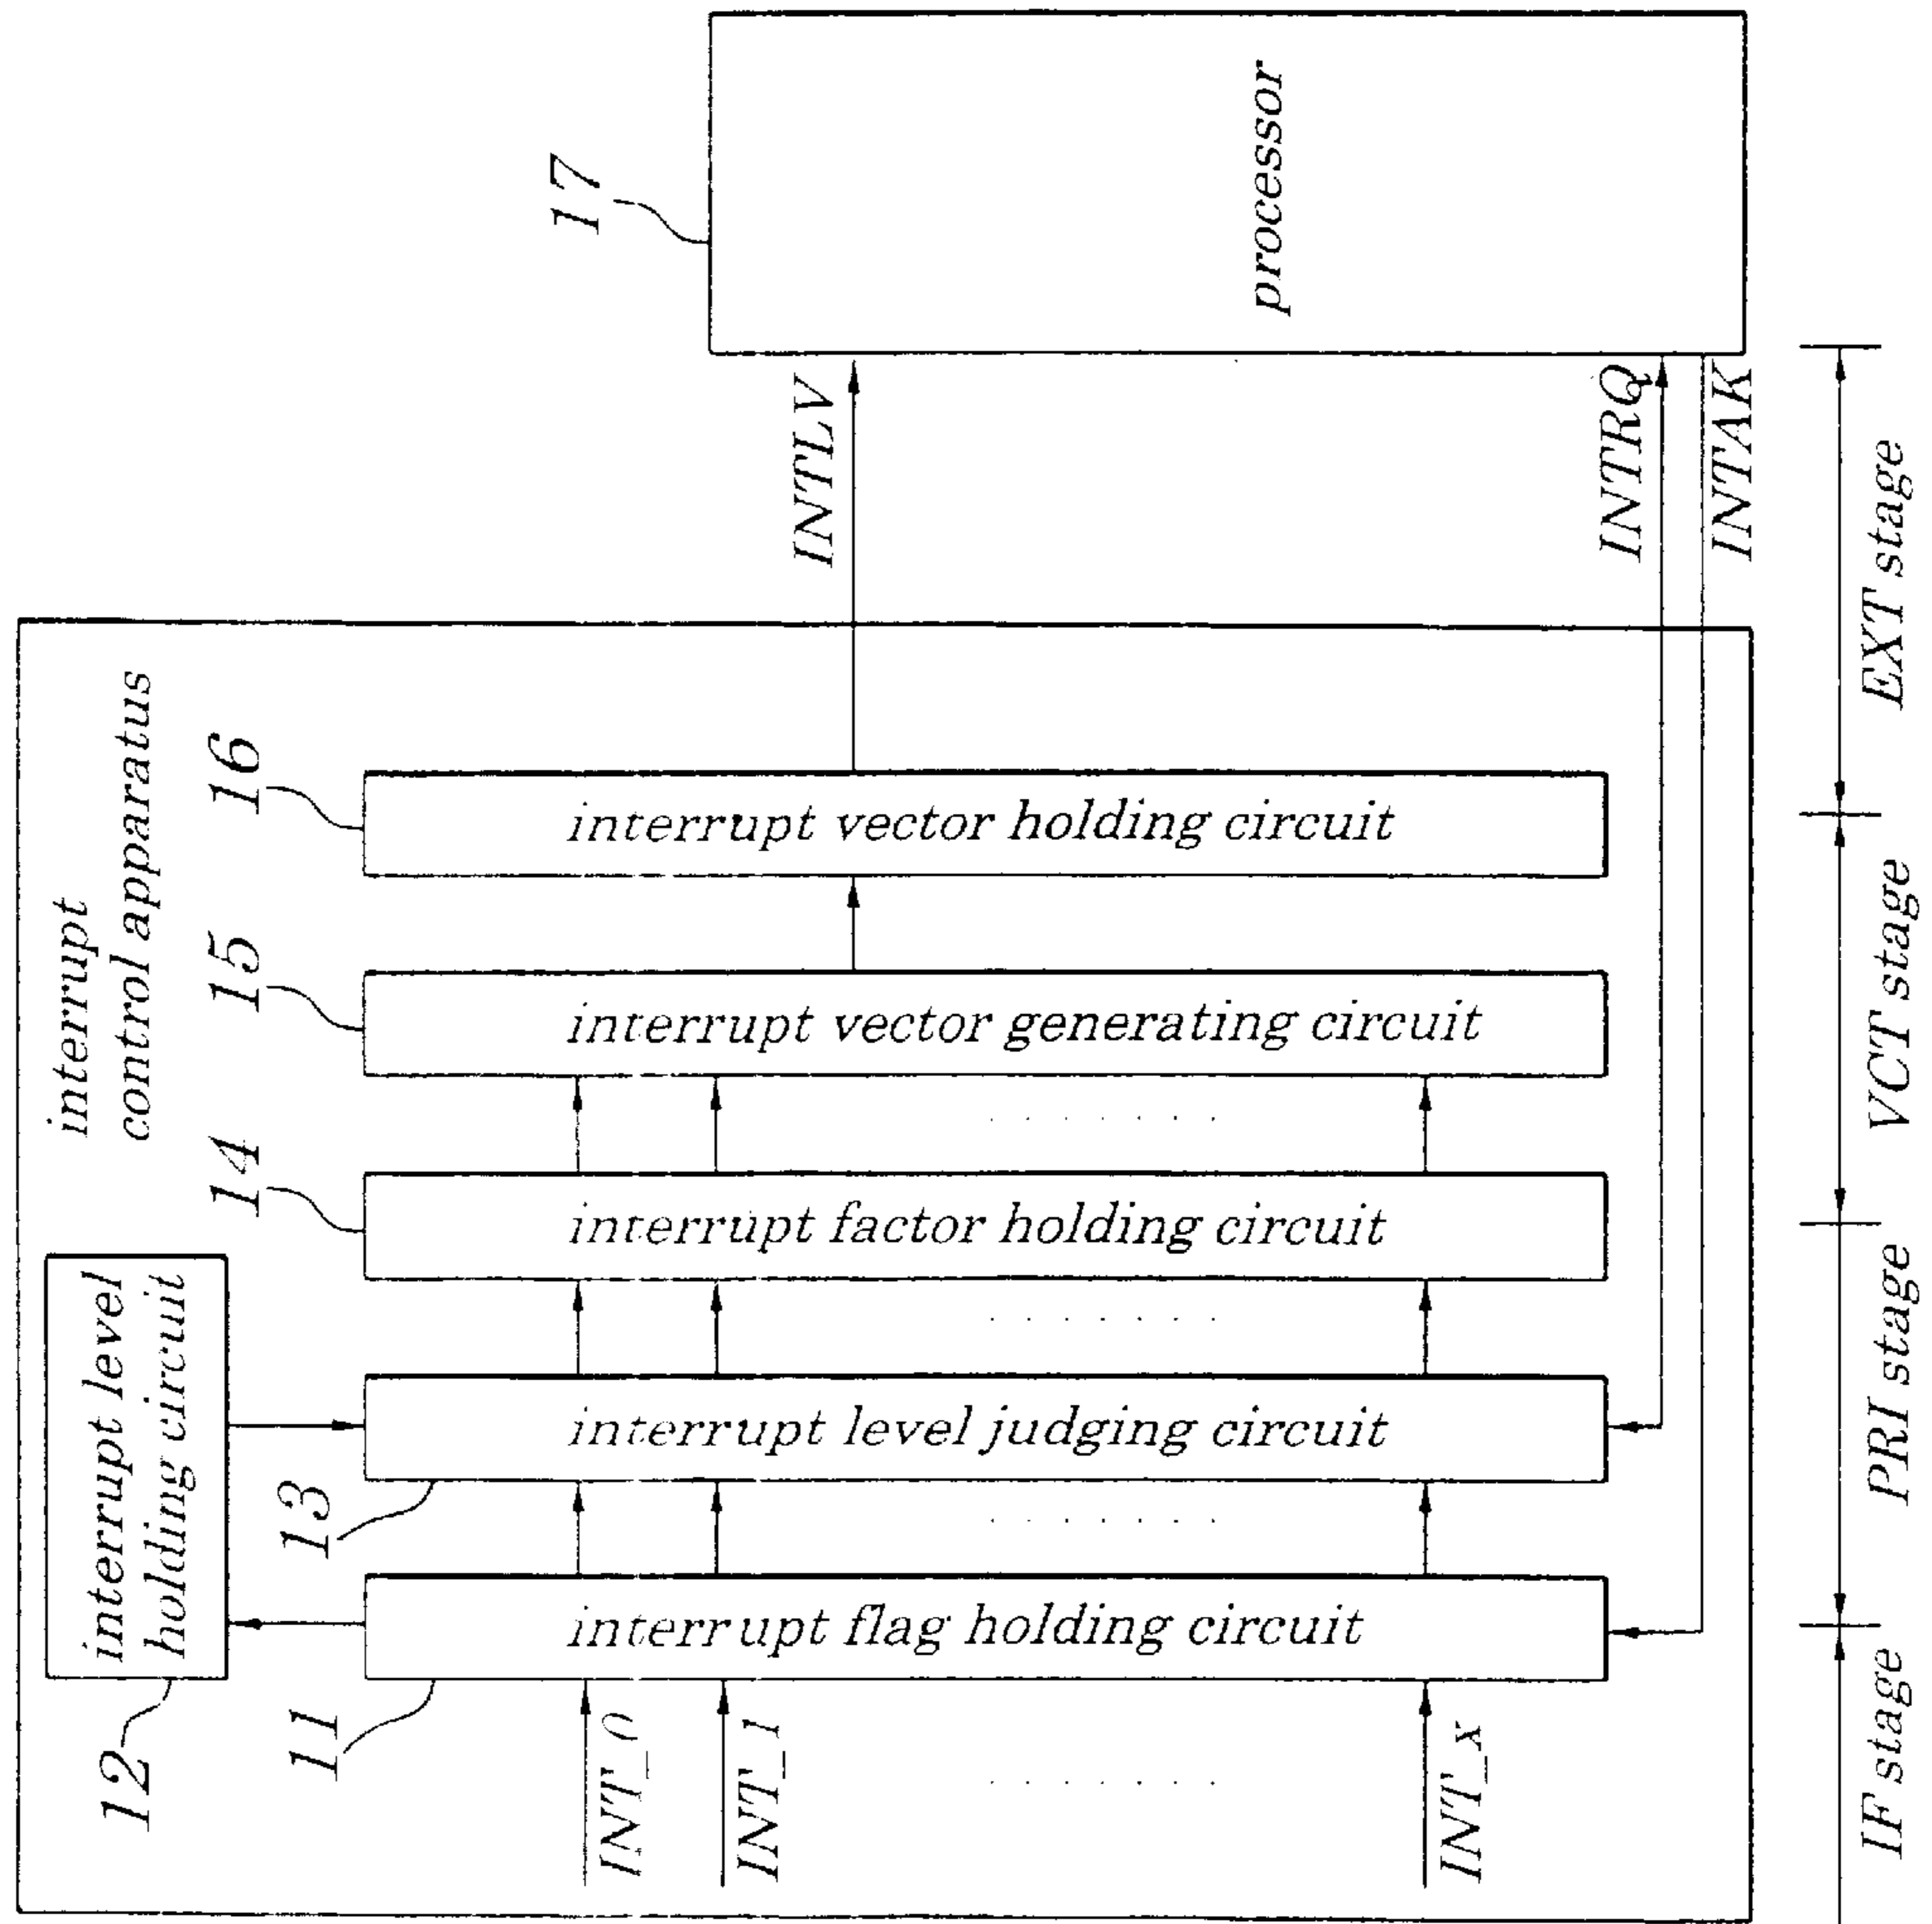 interrupt
control apparatus
12
interrupt level
holding circuit
11
13
14
15
16
17
interrupt flag holding circuit
interrupt level judging circuit
interrupt factor holding circuit
interrupt vector generating circuit
interrupt vector holding circuit
processor
INT_0
INT_1
INT_x
INTLV
INTRQ
INTAK
IF stage
PRI stage
VCT stage
EXT stage